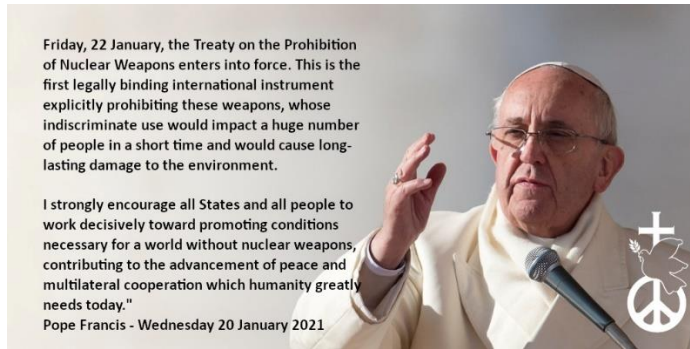 Friday, 22 January, the Treaty on the Prohibition
of Nuclear Weapons enters into force. This is the
first legally binding international instrument
explicitly prohibiting these weapons, whose
indiscriminate use would impact a huge number
of people in a short time and would cause long-
lasting damage to the environment.
I strongly encourage all States and all people to
work decisively toward promoting conditions
necessary for a world without nuclear weapons,
contributing to the advancement of peace and
multilateral cooperation which humanity greatly
needs today."
Pope Francis - Wednesday 20 January 2021